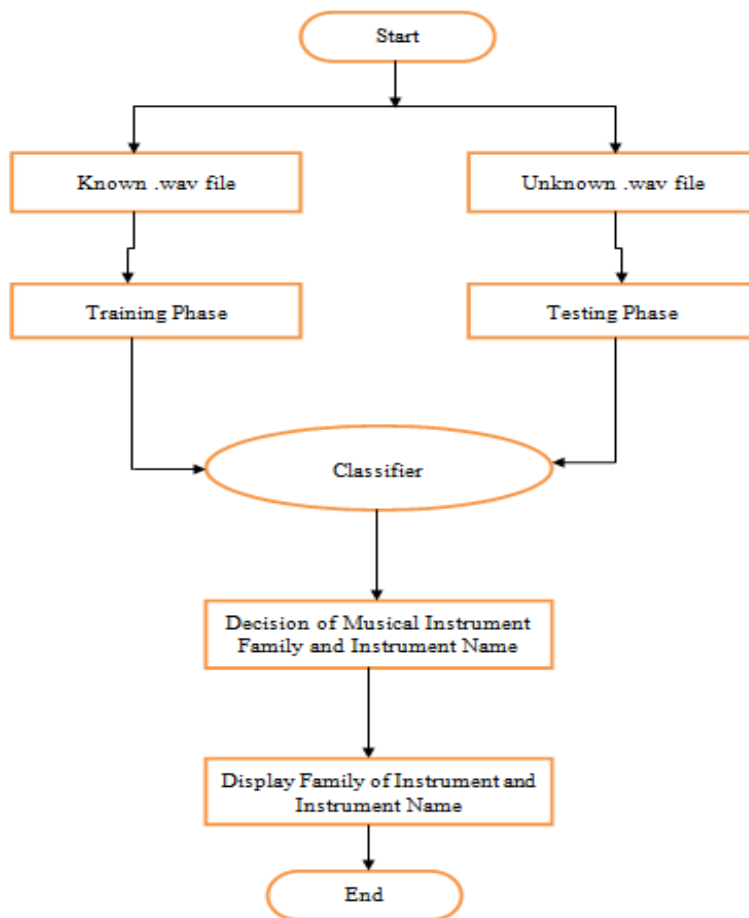 Start
Known .wav file
Unknown .wav file
Training Phase
Testing Phase
Classifier
Decision of Musical Instrument
Family and Instrument Name
Display Family of Instrument and
Instrument Name
End